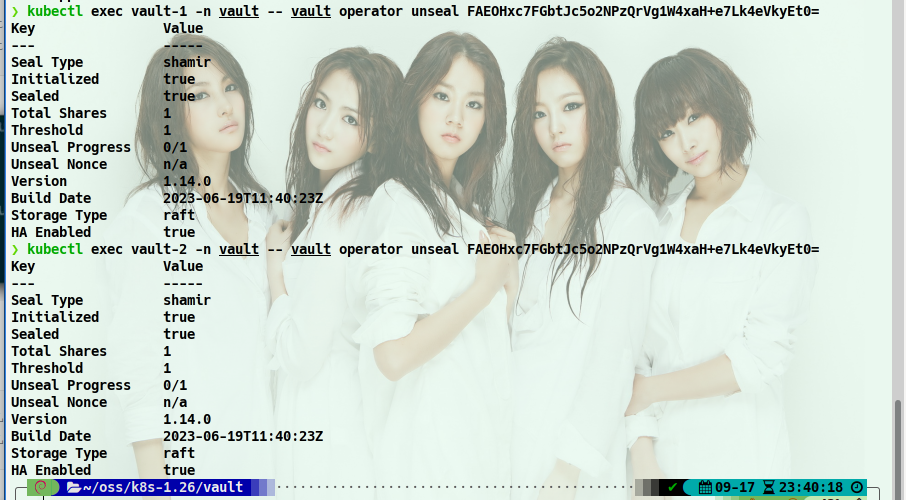 ❯ kubectl exec vault-1 -n vault -- vault operator unseal FAEOHxc7FGbtJc5o2NPzQrVg1W4xaH+e7Lk4eVkyEt0=
Key Value
--- -----
Seal Type shamir
Initialized true
Sealed true
Total Shares 1
Threshold 1
Unseal Progress 0/1
Unseal Nonce n/a
Version 1.14.0
Build Date 2023-06-19T11:40:23Z
Storage Type raft
HA Enabled true
❯ kubectl exec vault-2 -n vault -- vault operator unseal FAEOHxc7FGbtJc5o2NPzQrVg1W4xaH+e7Lk4eVkyEt0=
Key Value
--- -----
Seal Type shamir
Initialized true
Sealed true
Total Shares 1
Threshold 1
Unseal Progress 0/1
Unseal Nonce n/a
Version 1.14.0
Build Date 2023-06-19T11:40:23Z
Storage Type raft
HA Enabled true
~/oss/k8s-1.26/vault ✔ 09-17 23:40:18